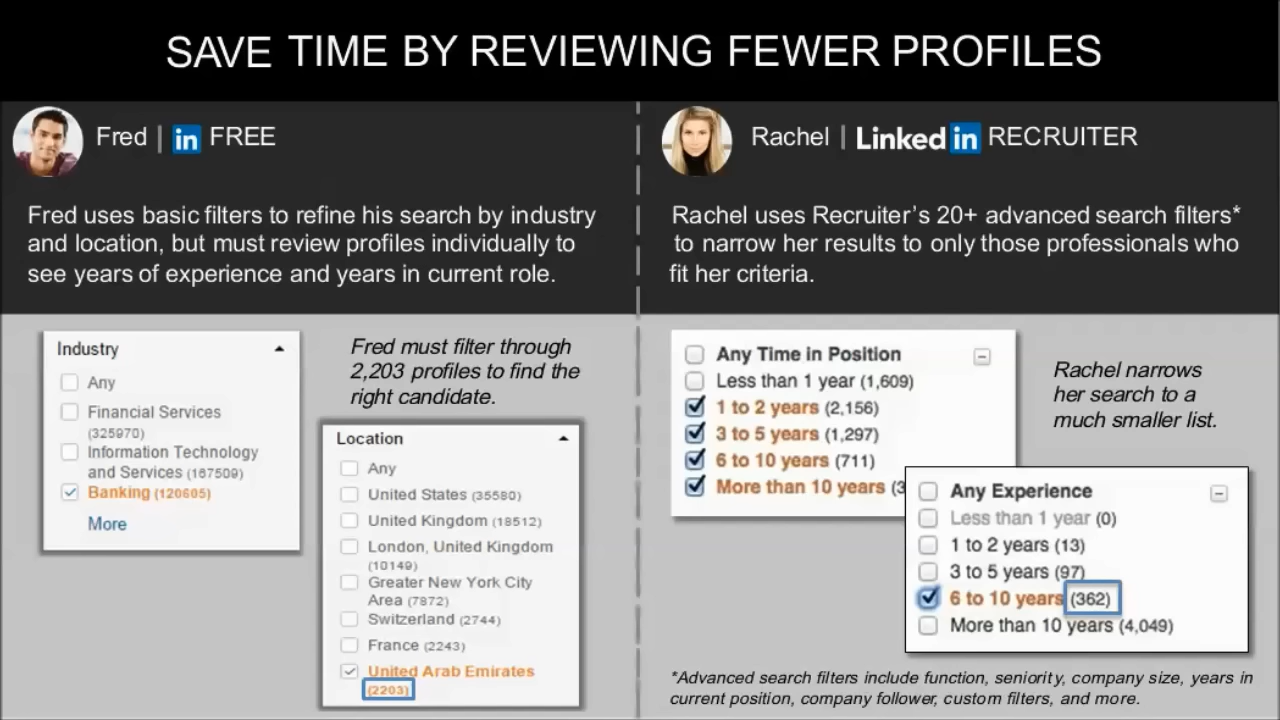 SAVE TIME BY REVIEWING FEWER PROFILES
Fred | in FREE
Fred uses basic filters to refine his search by industry
and location, but must review profiles individually to
see years of experience and years in current role.
Industry
Any
Financial Services
(325970)
Information Technology
and Services (167509)
Banking (120605)
More
Fred must filter through
2,203 profiles to find the
right candidate.
Location
Any
United States (35580)
United Kingdom (18512)
London, United Kingdom
(10149)
Greater New York City
Area (7872)
Switzerland (2744)
France (2243)
United Arab Emirates
(2203)
Rachel | Linked in RECRUITER
Rachel uses Recruiter's 20+ advanced search filters*
to narrow her results to only those professionals who
fit her criteria.
Any Time in Position
Less than 1 year (1,609)
1 to 2 years (2,156)
3 to 5 years (1,297)
6 to 10 years (711)
More than 10 years (3
Rachel narrows
her search to a
much smaller list.
Any Experience
Less than 1 year (0)
1 to 2 years (13)
3 to 5 years (97)
6 to 10 years (362)
More than 10 years (4,049)
*Advanced search filters include function, seniority, company size, years in
current position, company follower, custom filters, and more.